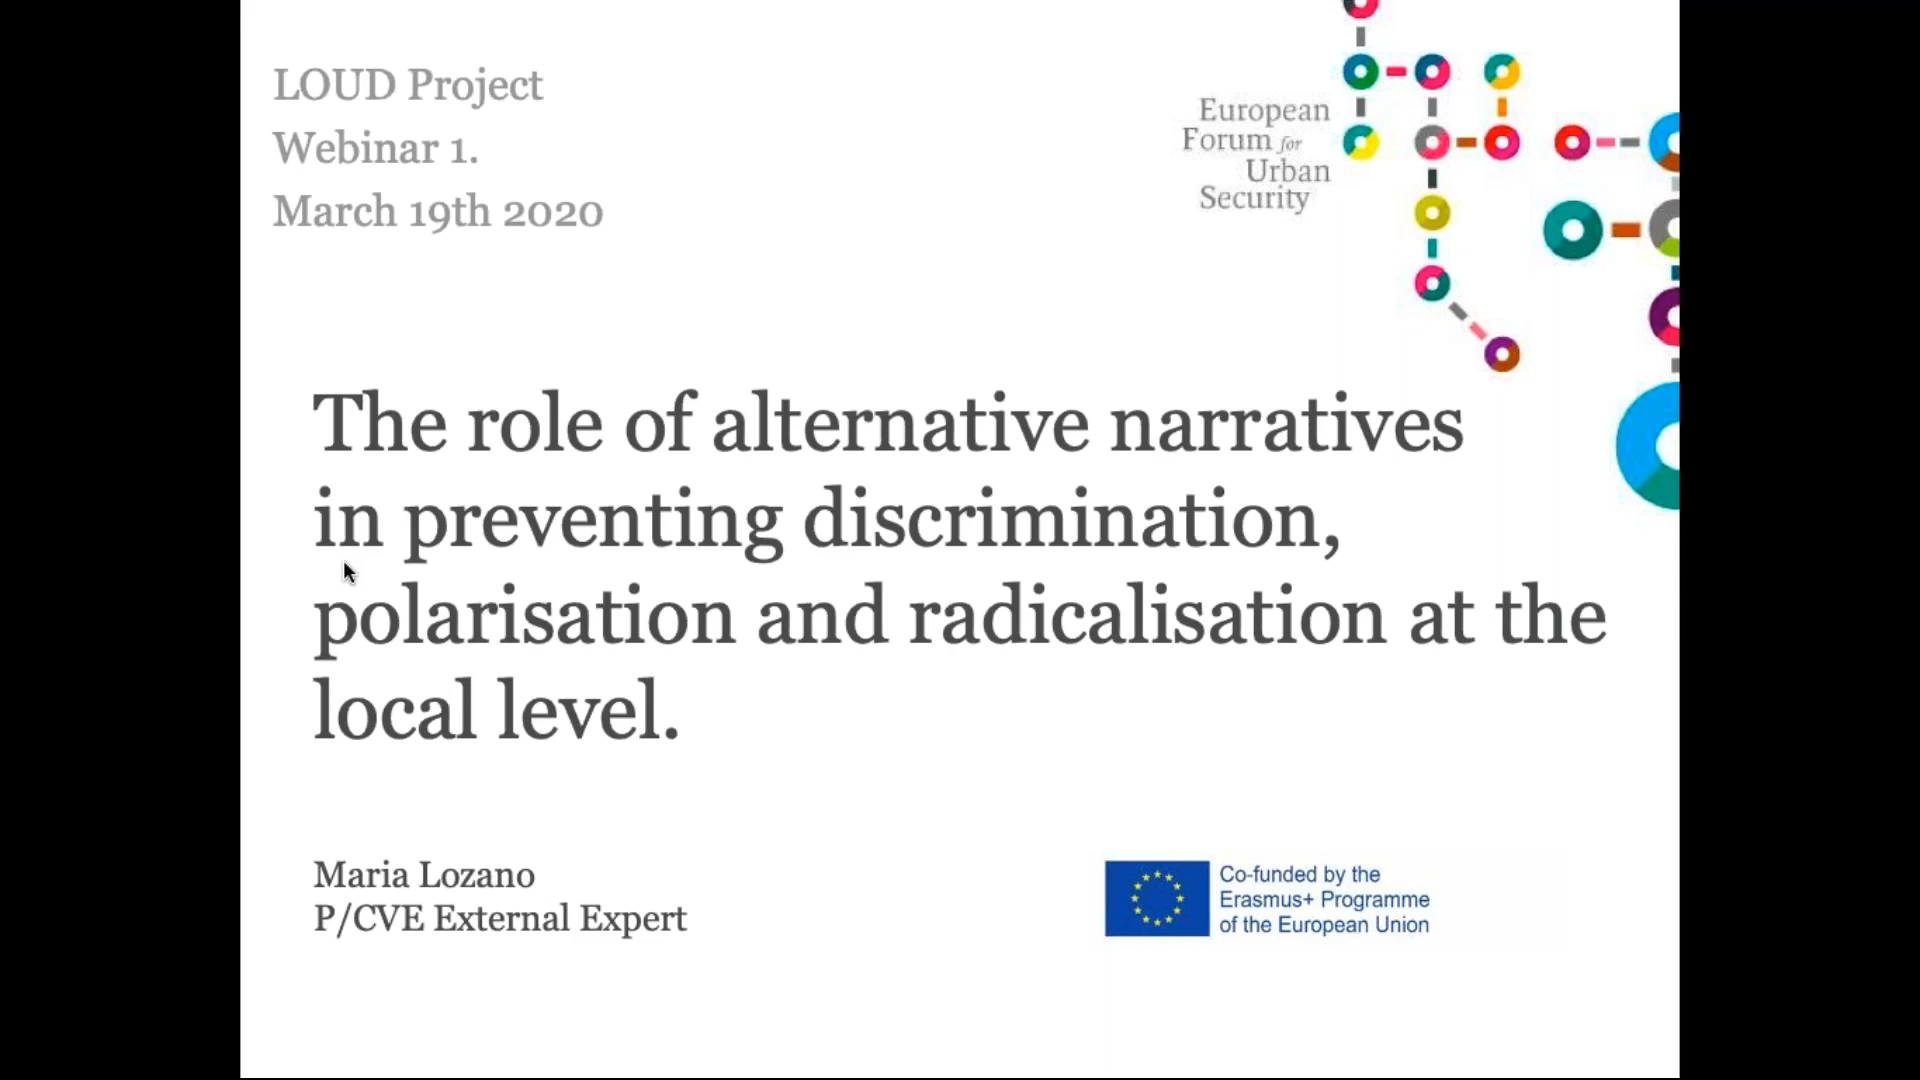 LOUD Project
Webinar 1.
March 19th 2020
European
Forum for
Urban
Security
The role of alternative narratives
in preventing discrimination,
polarisation and radicalisation at the
local level.
Maria Lozano
P/CVE External Expert
Co-funded by the
Erasmus+ Programme
of the European Union